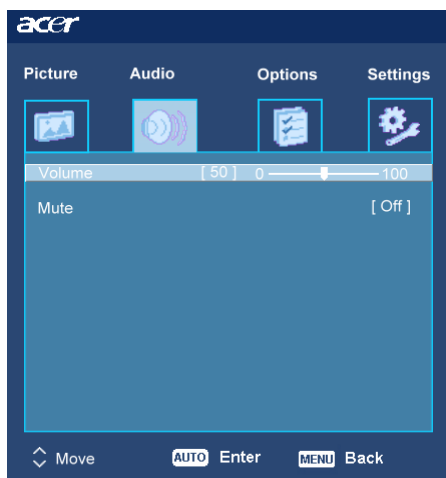 acer
Picture Audio Options Settings
Volume [ 50 ] 0 100
Mute [ Off ]
Move AUTO Enter MENU Back